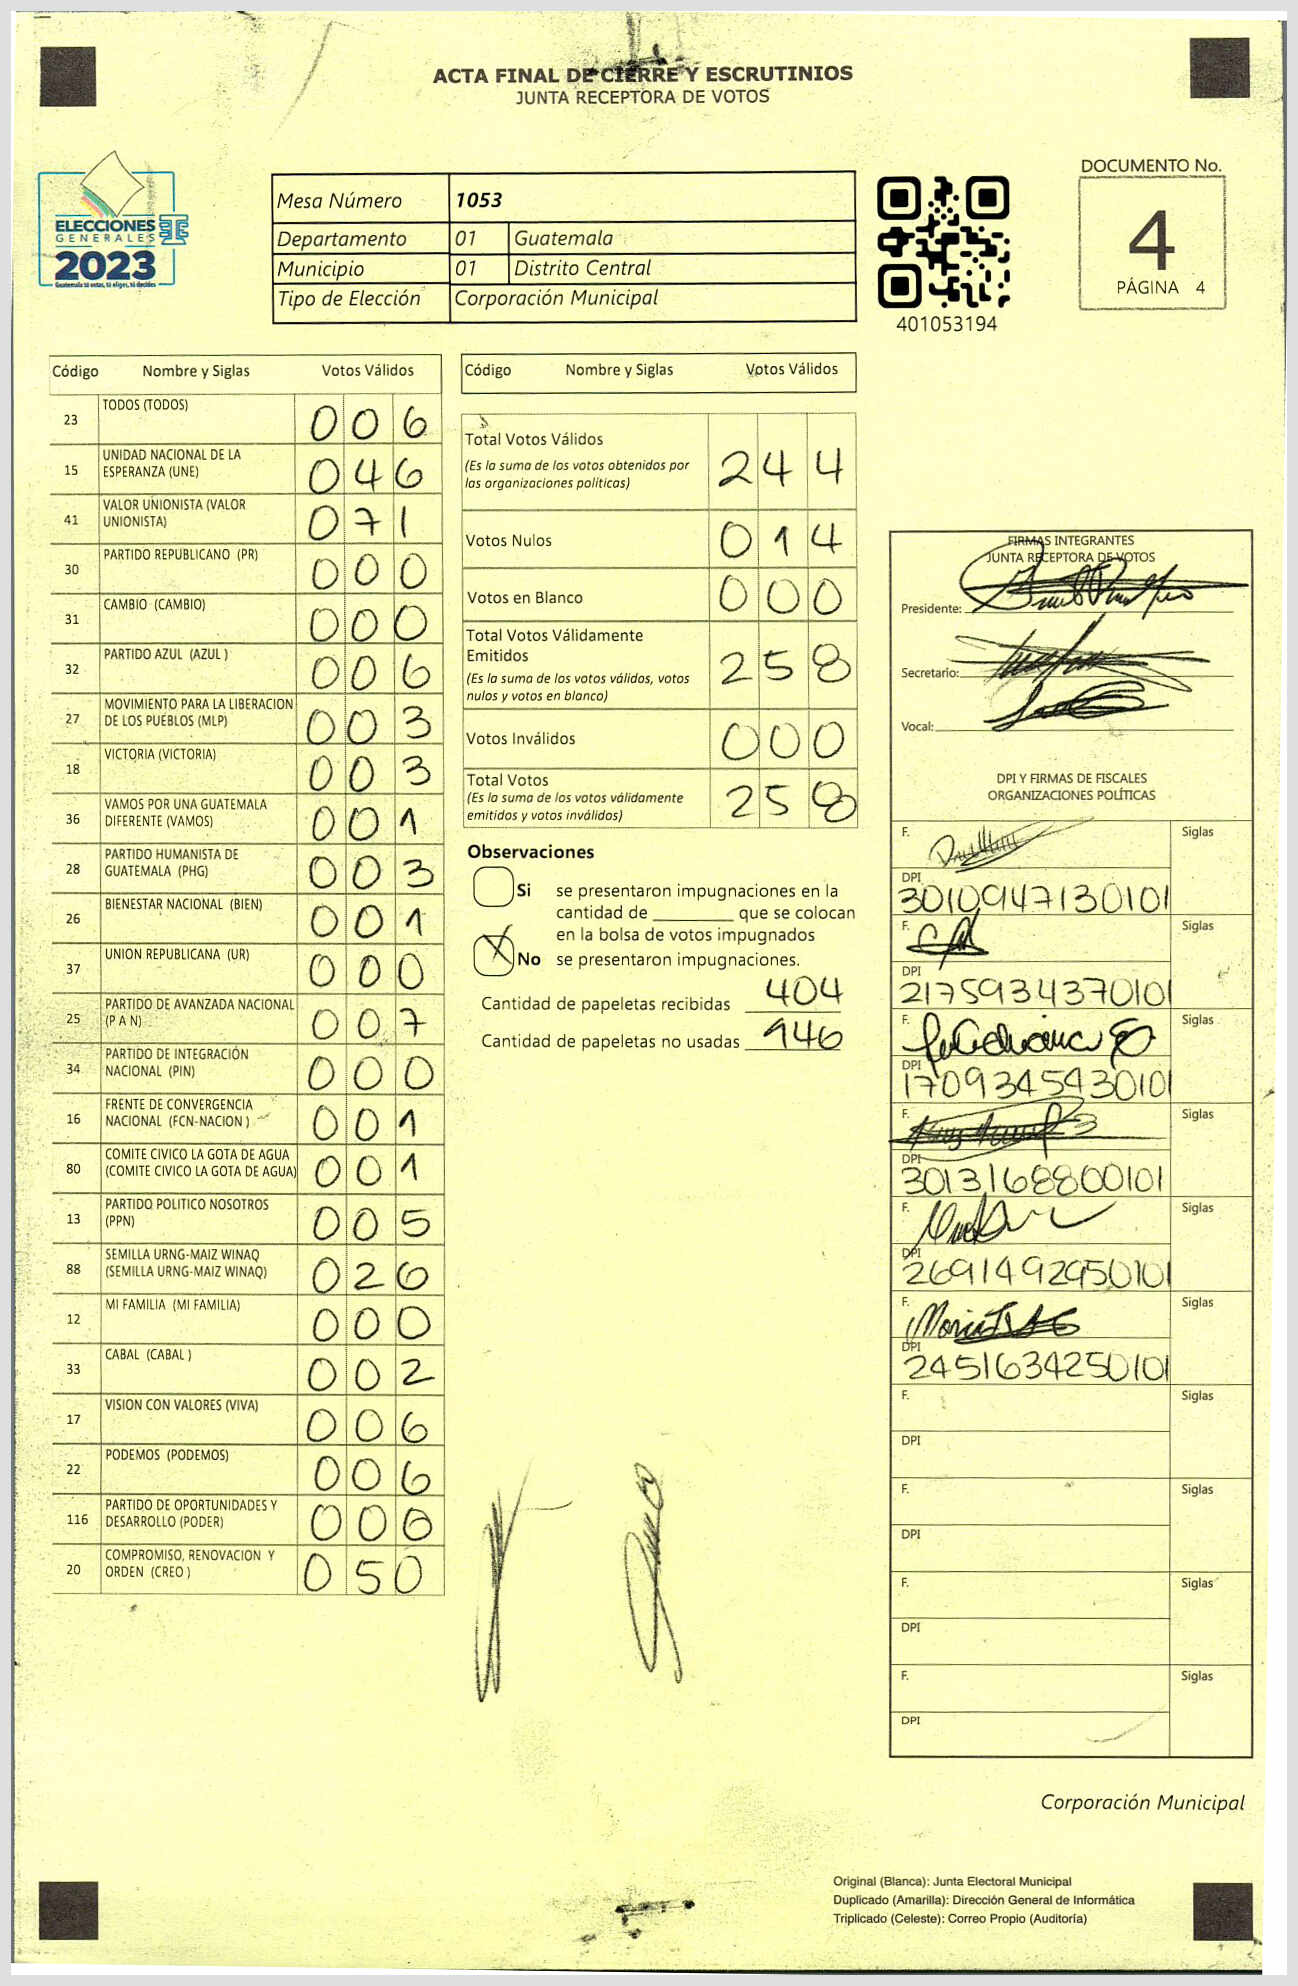 ACTA FINAL DE CIERRE Y ESCRUTINIOS
JUNTA RECEPTORA DE VOTOS
ELECCIONES
GENERALES
2023
Guatemala tú votas, tú eliges, tú decides
Mesa Número 1053
Departamento 01 Guatemala
Municipio 01 Distrito Central
Tipo de Elección Corporación Municipal
401053194
DOCUMENTO No.
4
PÁGINA 4
Código Nombre y Siglas Votos Válidos
23 TODOS (TODOS) 006
15 UNIDAD NACIONAL DE LA
ESPERANZA (UNE) 046
41 VALOR UNIONISTA (VALOR
UNIONISTA) 071
30 PARTIDO REPUBLICANO (PR) 000
31 CAMBIO (CAMBIO) 000
32 PARTIDO AZUL (AZUL ) 006
27 MOVIMIENTO PARA LA LIBERACION
DE LOS PUEBLOS (MLP) 003
18 VICTORIA (VICTORIA) 003
36 VAMOS POR UNA GUATEMALA
DIFERENTE (VAMOS) 001
28 PARTIDO HUMANISTA DE
GUATEMALA (PHG) 003
26 BIENESTAR NACIONAL (BIEN) 001
37 UNION REPUBLICANA (UR) 000
25 PARTIDO DE AVANZADA NACIONAL
(P A N) 007
34 PARTIDO DE INTEGRACIÓN
NACIONAL (PIN) 000
16 FRENTE DE CONVERGENCIA
NACIONAL (FCN-NACION ) 001
80 COMITE CIVICO LA GOTA DE AGUA
(COMITE CIVICO LA GOTA DE AGUA) 001
13 PARTIDO POLITICO NOSOTROS
(PPN) 005
88 SEMILLA URNG-MAIZ WINAQ
(SEMILLA URNG-MAIZ WINAQ) 026
12 MI FAMILIA (MI FAMILIA) 000
33 CABAL (CABAL ) 002
17 VISION CON VALORES (VIVA) 006
22 PODEMOS (PODEMOS) 006
116 PARTIDO DE OPORTUNIDADES Y
DESARROLLO (PODER) 000
20 COMPROMISO, RENOVACION Y
ORDEN (CREO ) 050
Código Nombre y Siglas Votos Válidos
Total Votos Válidos 244
(Es la suma de los votos obtenidos por
las organizaciones políticas)
Votos Nulos 014
Votos en Blanco 000
Total Votos Válidamente
Emitidos 258
(Es la suma de los votos válidos, votos
nulos y votos en blanco)
Votos Inválidos 000
Total Votos 258
(Es la suma de los votos válidamente
emitidos y votos inválidos)
Observaciones
Si se presentaron impugnaciones en la
cantidad de ________ que se colocan
en la bolsa de votos impugnados
X No se presentaron impugnaciones.
Cantidad de papeletas recibidas 404
Cantidad de papeletas no usadas 146
FIRMAS INTEGRANTES
JUNTA RECEPTORA DE VOTOS
Presidente:
Secretario:
Vocal:
DPI Y FIRMAS DE FISCALES
ORGANIZACIONES POLÍTICAS
F. Siglas
DPI
3010947130101
F. Siglas
DPI
2175934370101
F. Siglas
DPI
1709345430101
F. Siglas
DPI
3013168800101
F. Siglas
DPI
2691492950101
F. Siglas
DPI
2451634250101
F. Siglas
DPI
F. Siglas
DPI
F. Siglas
DPI
F. Siglas
DPI
Corporación Municipal
Original (Blanca): Junta Electoral Municipal
Duplicado (Amarilla): Dirección General de Informática
Triplicado (Celeste): Correo Propio (Auditoría)